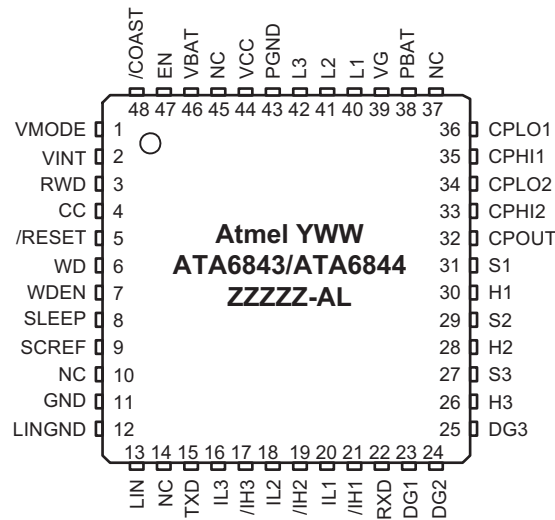 /COAST
EN
VBAT
NC
VCC
PGND
L3
L2
L1
VG
PBAT
NC
48 47 46 45 44 43 42 41 40 39 38 37
VMODE 1
VINT 2
RWD 3
CC 4
/RESET 5
WD 6
WDEN 7
SLEEP 8
SCREF 9
NC 10
GND 11
LINGND 12
Atmel YWW
ATA6843/ATA6844
ZZZZZ-AL
36 CPLO1
35 CPHI1
34 CPLO2
33 CPHI2
32 CPOUT
31 S1
30 H1
29 S2
28 H2
27 S3
26 H3
25 DG3
13 14 15 16 17 18 19 20 21 22 23 24
LIN
NC
TXD
IL3
/IH3
IL2
/IH2
IL1
/IH1
RXD
DG1
DG2